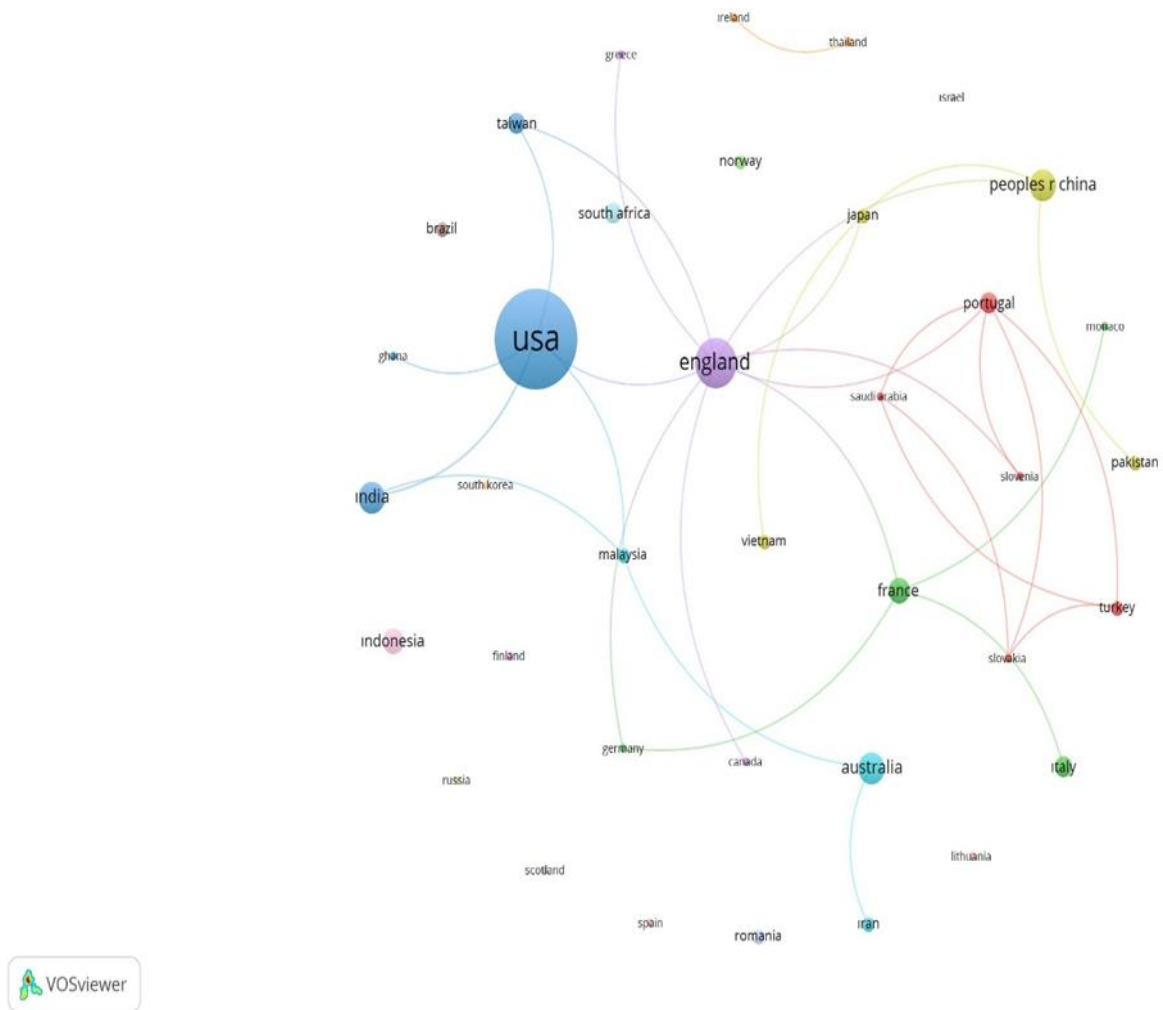 ireland
thailand
greece
israel
taiwan
norway
peoples r china
south africa
japan
brazil
portugal
monaco
usa
ghana
england
saudi arabia
pakistan
slovenia
south korea
india
vietnam
malaysia
france
turkey
indonesia
finland
slovakia
germany
canada
australia
italy
russia
lithuania
scotland
spain
iran
romania
VOSviewer